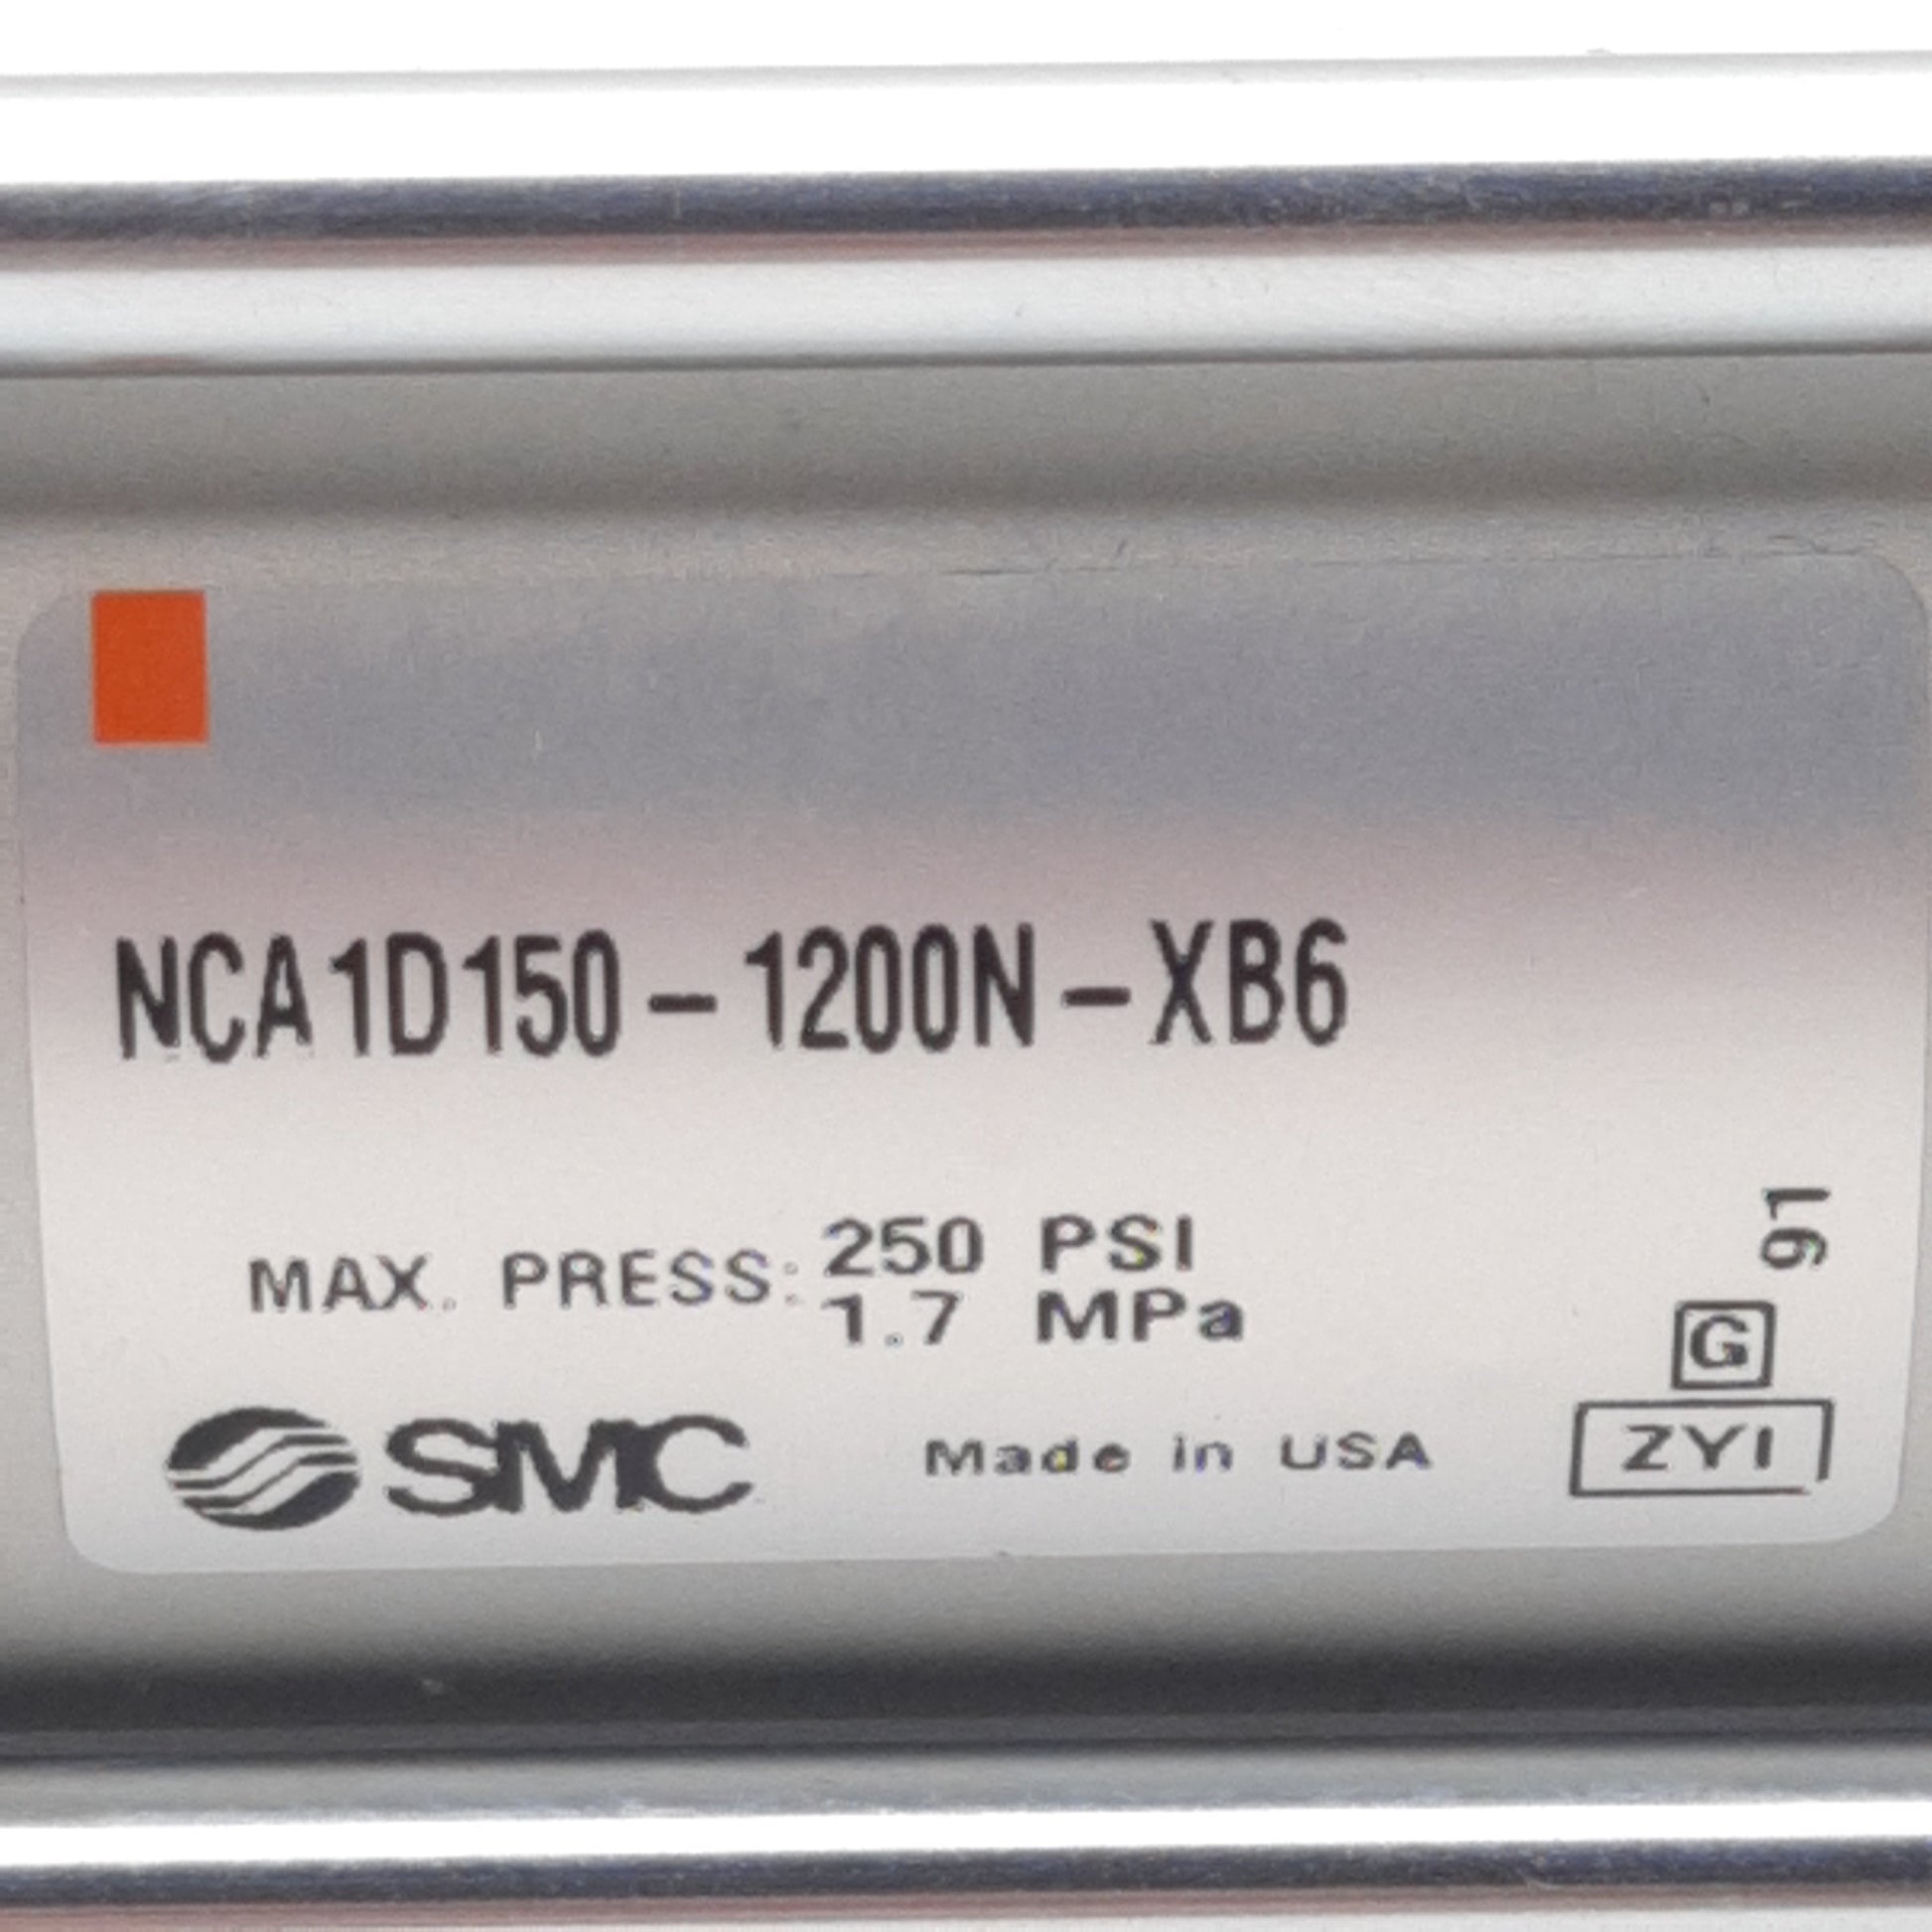 NCA1D150-1200N-XB6
MAX. PRESS: 250 PSI
1.7 MPa
91
G
SMC Made in USA ZYI